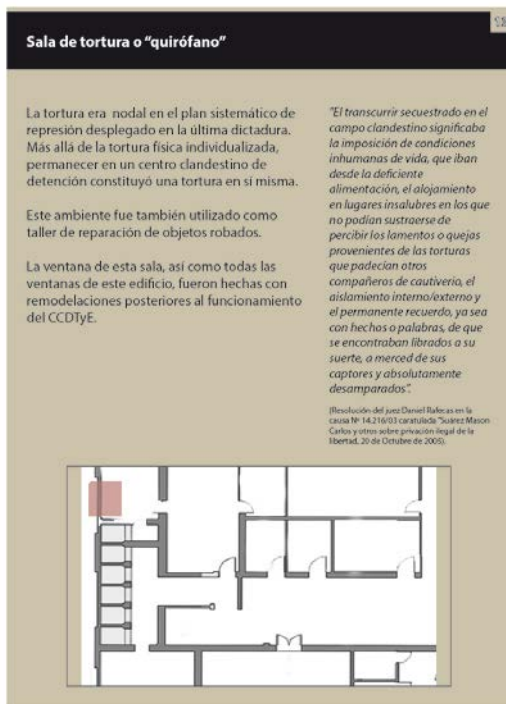 12
Sala de tortura o "quirófano"
La tortura era nodal en el plan sistemático de
represión desplegado en la última dictadura.
Más allá de la tortura física individualizada,
permanecer en un centro clandestino de
detención constituyó una tortura en sí misma.
Este ambiente fue también utilizado como
taller de reparación de objetos robados.
La ventana de esta sala, así como todas las
ventanas de este edificio, fueron hechas con
remodelaciones posteriores al funcionamiento
del CCDTyE.
"El transcurrir secuestrado en el
campo clandestino significaba
la imposición de condiciones
inhumanas de vida, que iban
desde la deficiente
alimentación, el alojamiento
en lugares insalubres en los que
no podían sustraerse de
percibir los lamentos o quejas
provenientes de las torturas
que padecían otros
compañeros de cautiverio, el
aislamiento interno/externo y
el permanente recuerdo, ya sea
con hechos o palabras, de que
se encontraban librados a su
suerte, a merced de sus
captores y absolutamente
desamparados".
(Resolución del juez Daniel Rafecas en la
causa Nº 14.216/03 caratulada "Suárez Mason
Carlos y otros sobre privación ilegal de la
libertad, 20 de Octubre de 2005).